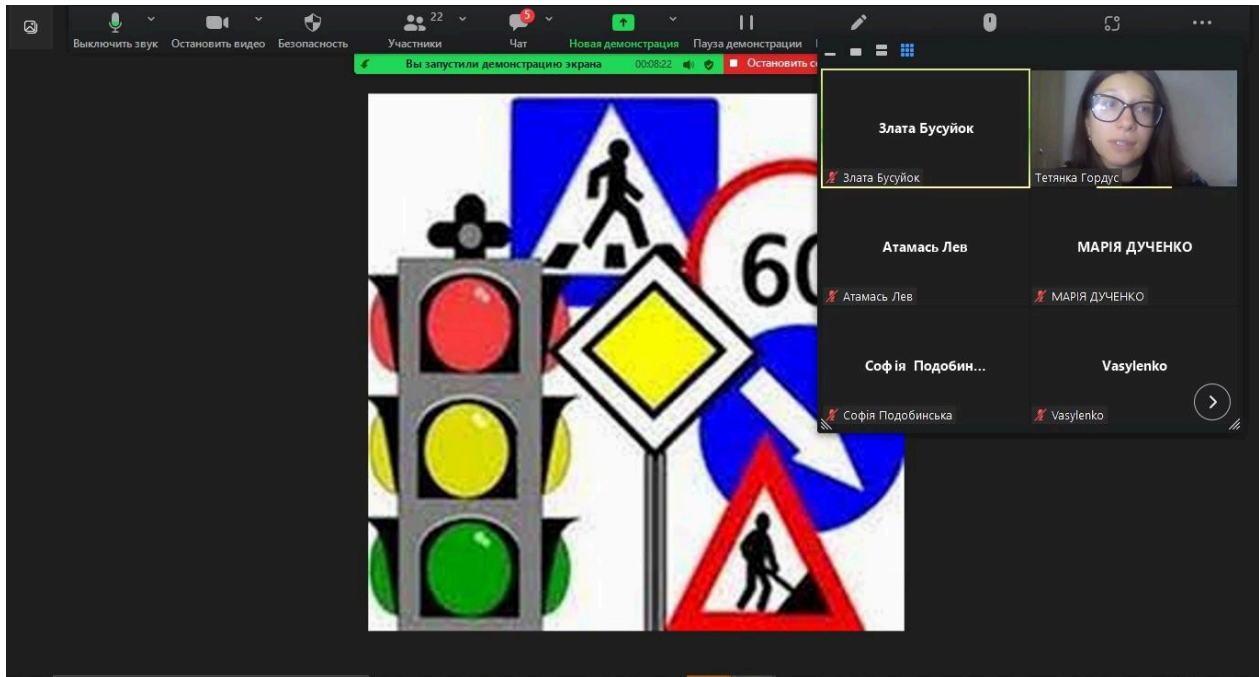 22
5
Выключить звук
Остановить видео
Безопасность
Участники
Чат
Новая демонстрация
Пауза демонстрации
Вы запустили демонстрацию экрана 00:08:22
Остановить
60
Злата Бусуйок
Злата Бусуйок
Тетянка Гордус
Атамась Лев
МАРІЯ ДУЧЕНКО
Атамась Лев
МАРІЯ ДУЧЕНКО
Софія Подобин...
Vasylenko
Софія Подобинська
Vasylenko